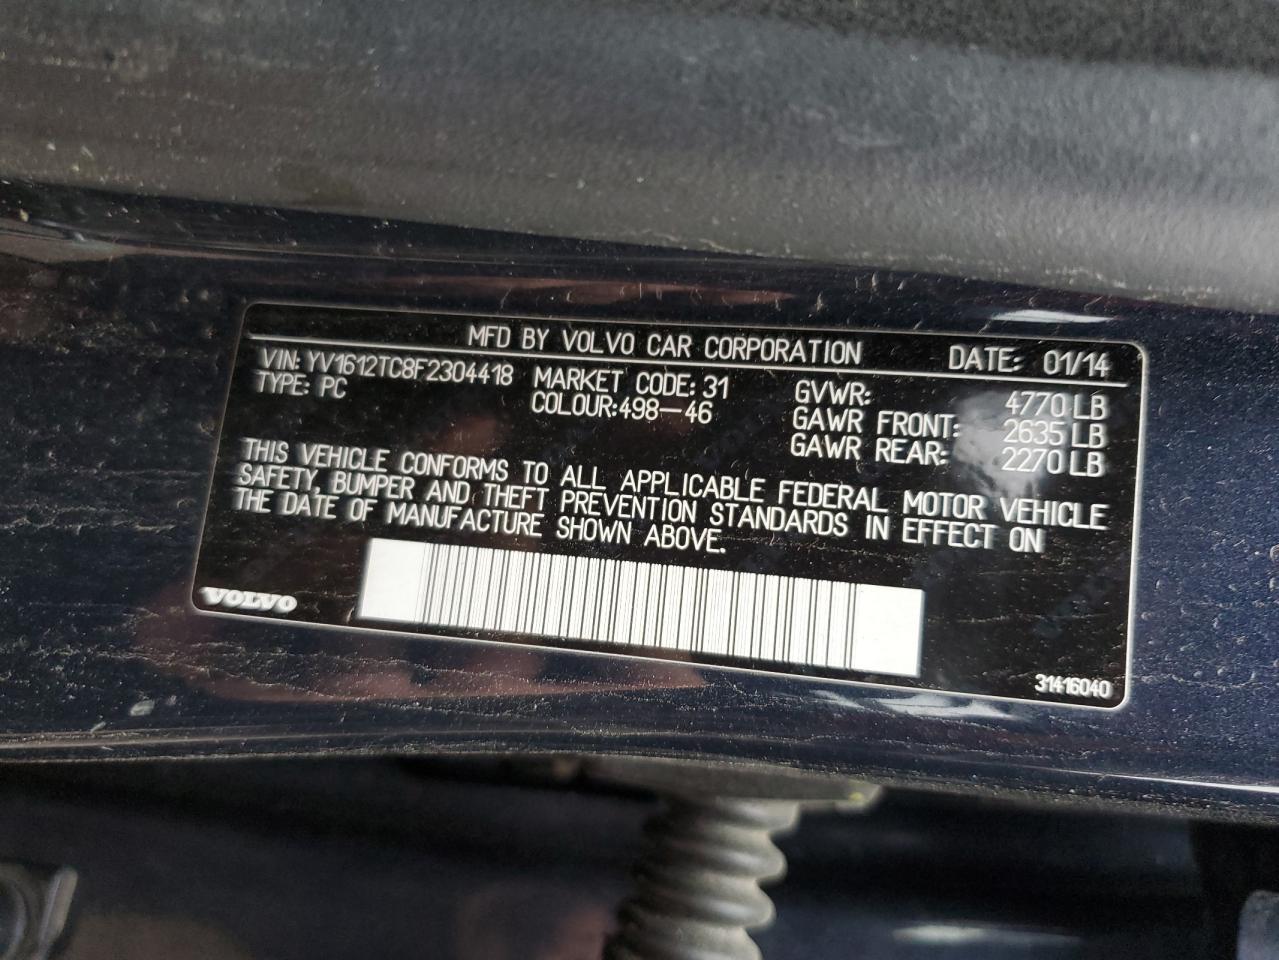 MFD BY VOLVO CAR CORPORATION DATE: 01/14
VIN: YV1612TC8F2304418 MARKET CODE: 31 GVWR: 4770 LB
TYPE: PC COLOUR:498-46 GAWR FRONT: 2635 LB
GAWR REAR: 2270 LB
THIS VEHICLE CONFORMS TO ALL APPLICABLE FEDERAL MOTOR VEHICLE
SAFETY, BUMPER AND THEFT PREVENTION STANDARDS IN EFFECT ON
THE DATE OF MANUFACTURE SHOWN ABOVE.
VOLVO
31416040